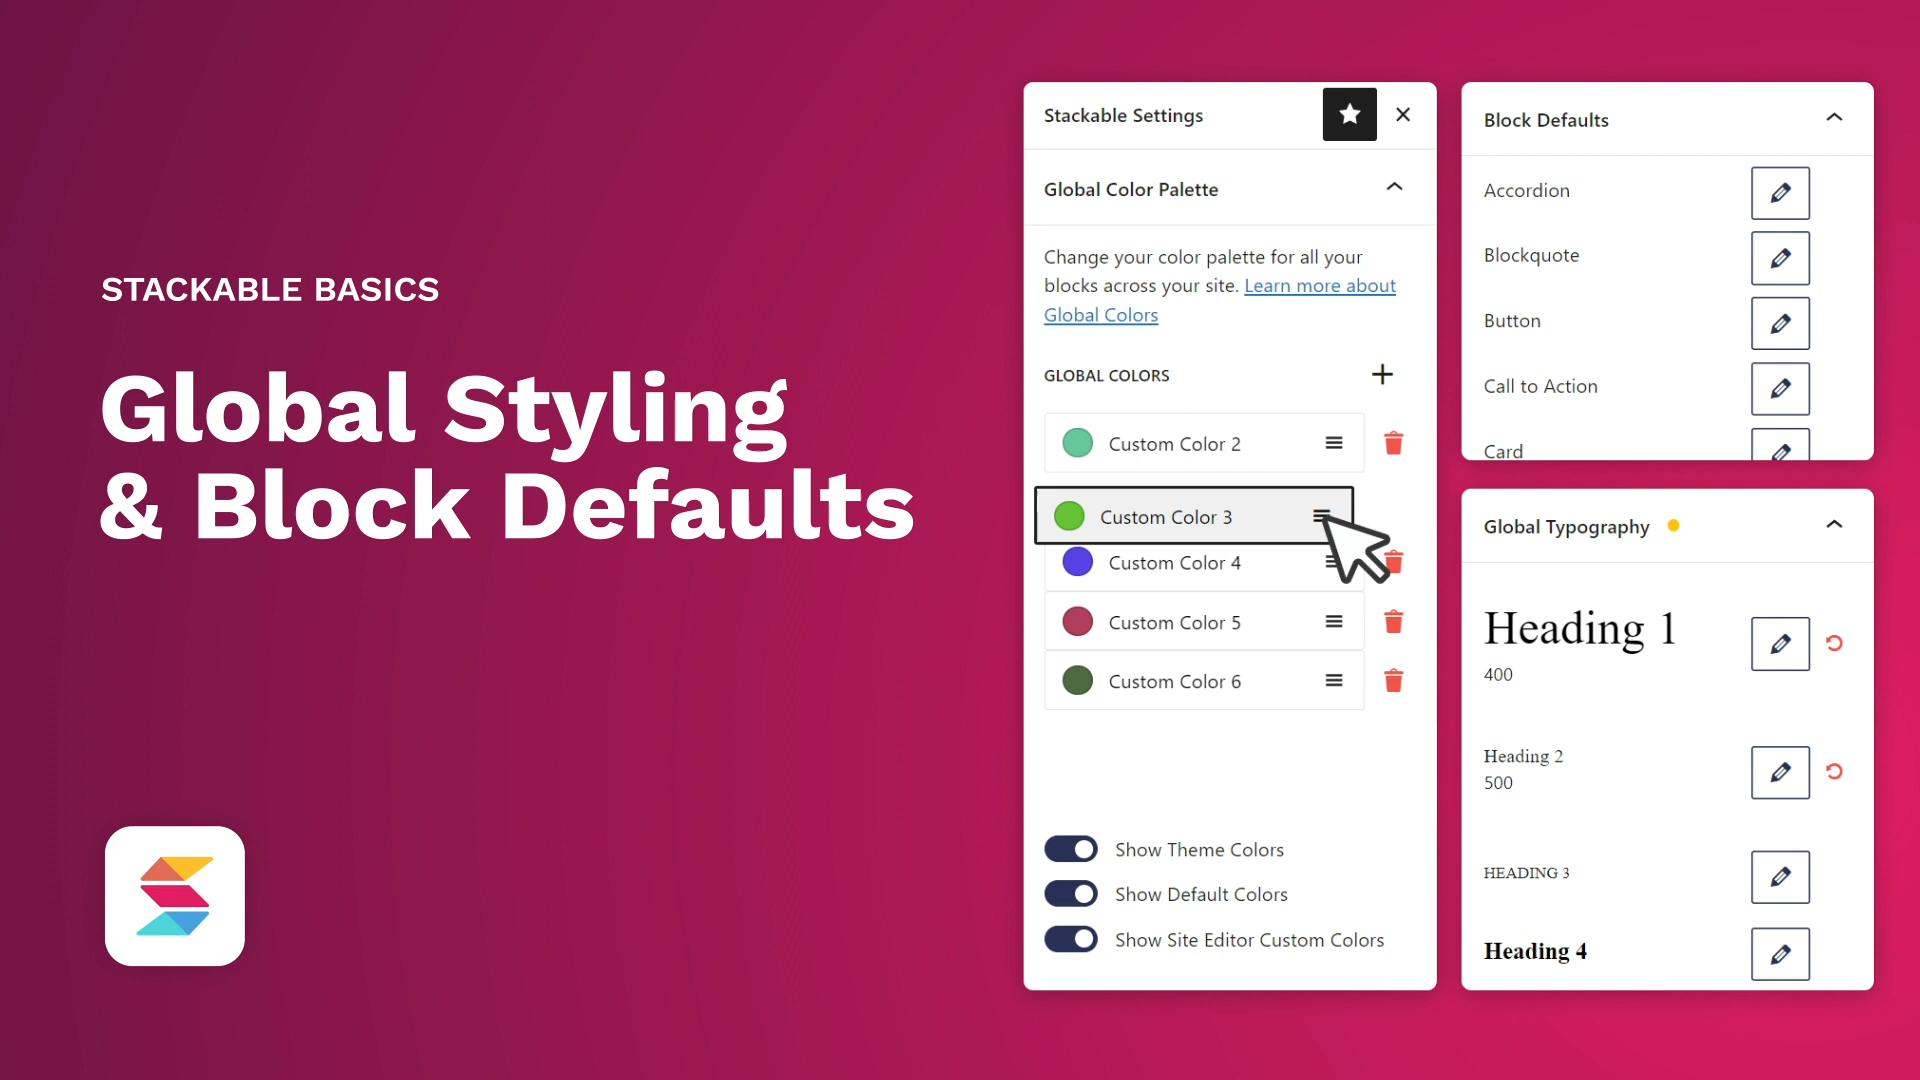 STACKABLE BASICS
Global Styling
& Block Defaults
Stackable Settings
Global Color Palette
Change your color palette for all your
blocks across your site. Learn more about
Global Colors
GLOBAL COLORS
Custom Color 2
Custom Color 3
Custom Color 4
Custom Color 5
Custom Color 6
Show Theme Colors
Show Default Colors
Show Site Editor Custom Colors
Block Defaults
Accordion
Blockquote
Button
Call to Action
Card
Global Typography
Heading 1
400
Heading 2
500
HEADING 3
Heading 4